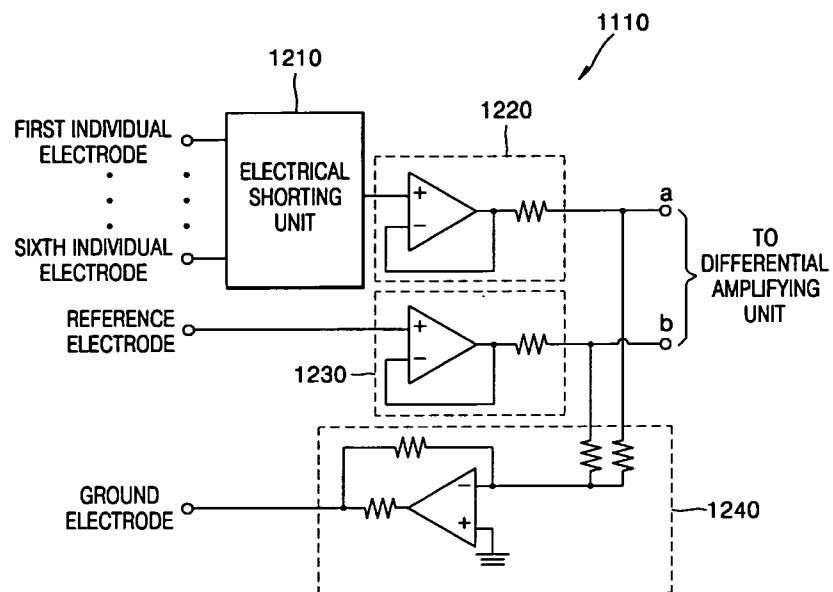 1110
1210
1220
FIRST INDIVIDUAL
ELECTRODE
ELECTRICAL
SHORTING
UNIT
SIXTH INDIVIDUAL
ELECTRODE
+
−
a
TO
DIFFERENTIAL
AMPLIFYING
UNIT
REFERENCE
ELECTRODE
+
−
b
1230
GROUND
ELECTRODE
−
+
1240